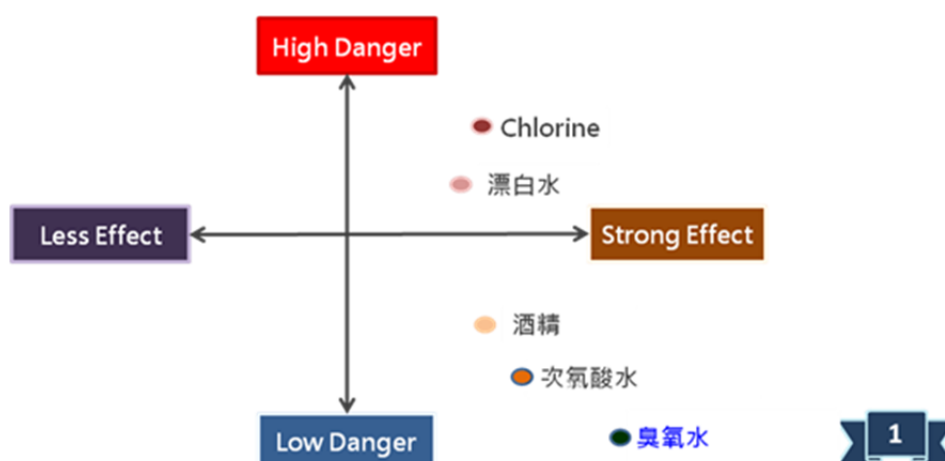 High Danger
Chlorine
漂白水
Less Effect
Strong Effect
酒精
次氯酸水
Low Danger
臭氧水
1